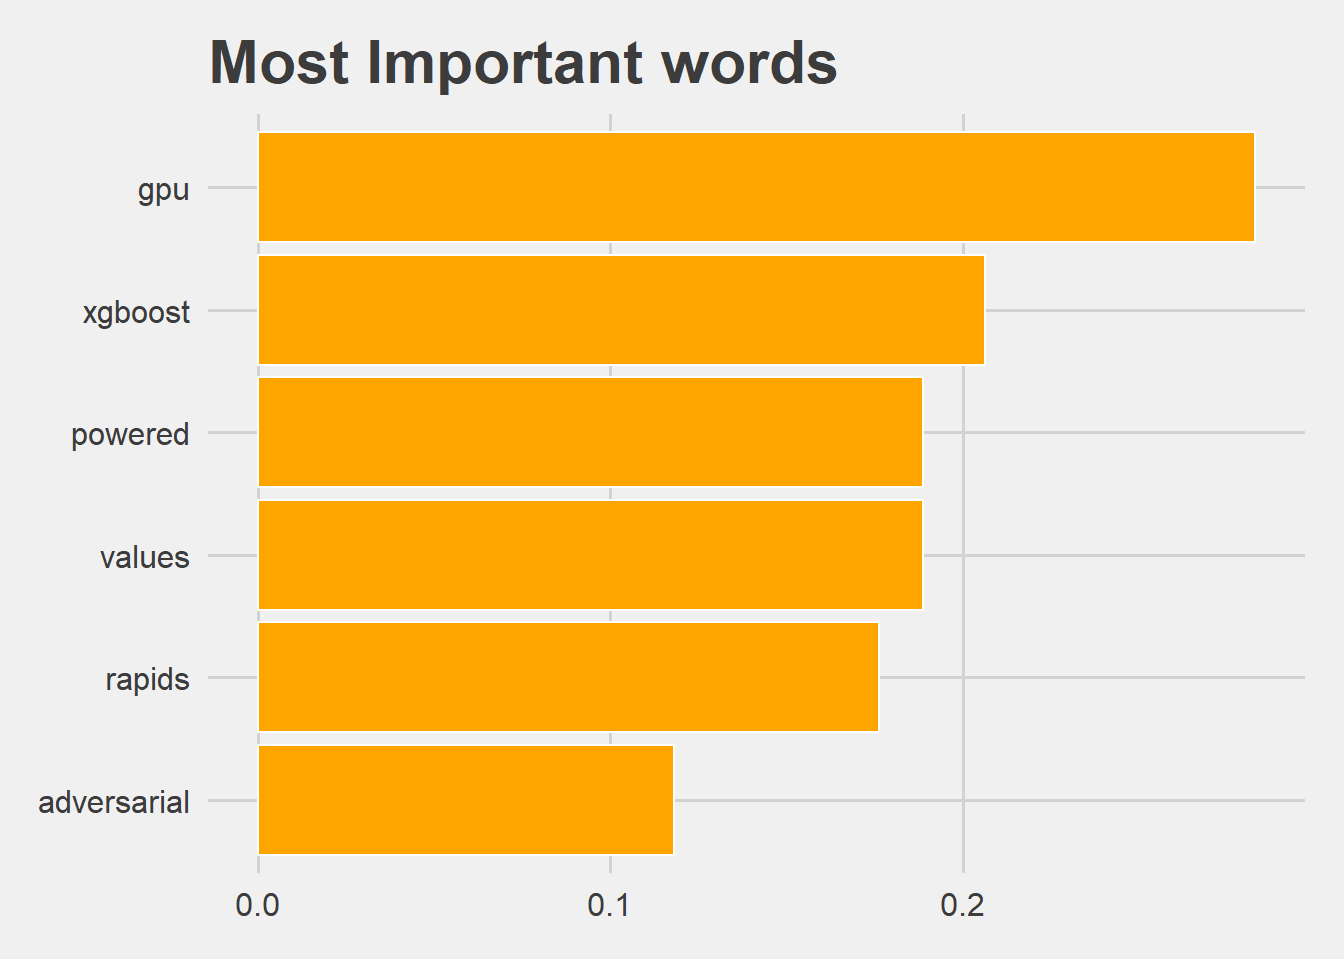 Most Important words
gpu
xgboost
powered
values
rapids
adversarial
0.0 0.1 0.2